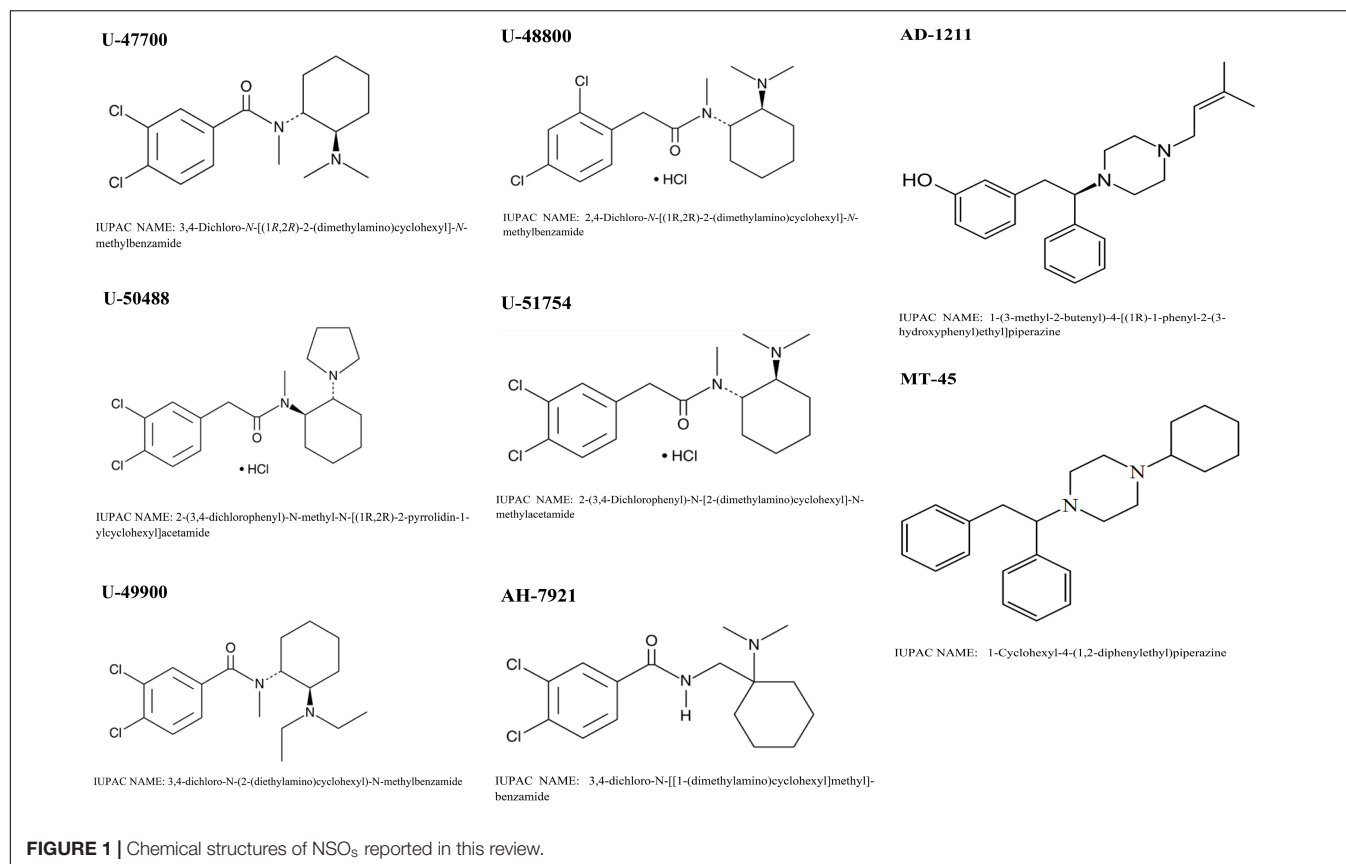 U-47700
O
Cl
N
Cl
N
IUPAC NAME: 3,4-Dichloro-N-[(1R,2R)-2-(dimethylamino)cyclohexyl]-N-
methylbenzamide
U-48800
Cl
N
N
O
Cl
• HCl
IUPAC NAME: 2,4-Dichloro-N-[(1R,2R)-2-(dimethylamino)cyclohexyl]-N-
methylbenzamide
AD-1211
N
N
HO
IUPAC NAME: 1-(3-methyl-2-butenyl)-4-[(1R)-1-phenyl-2-(3-
hydroxyphenyl)ethyl]piperazine
U-50488
N
Cl
N
O
Cl
• HCl
IUPAC NAME: 2-(3,4-dichlorophenyl)-N-methyl-N-[(1R,2R)-2-pyrrolidin-1-
ylcyclohexyl]acetamide
U-51754
N
Cl
N
O
Cl
• HCl
IUPAC NAME: 2-(3,4-Dichlorophenyl)-N-[2-(dimethylamino)cyclohexyl]-N-
methylacetamide
MT-45
N
N
IUPAC NAME: 1-Cyclohexyl-4-(1,2-diphenylethyl)piperazine
U-49900
O
Cl
N
Cl
N
IUPAC NAME: 3,4-dichloro-N-(2-(diethylamino)cyclohexyl)-N-methylbenzamide
AH-7921
O
N
Cl
N
H
Cl
IUPAC NAME: 3,4-dichloro-N-[[1-(dimethylamino)cyclohexyl]methyl]-
benzamide
FIGURE 1 | Chemical structures of NSOs reported in this review.